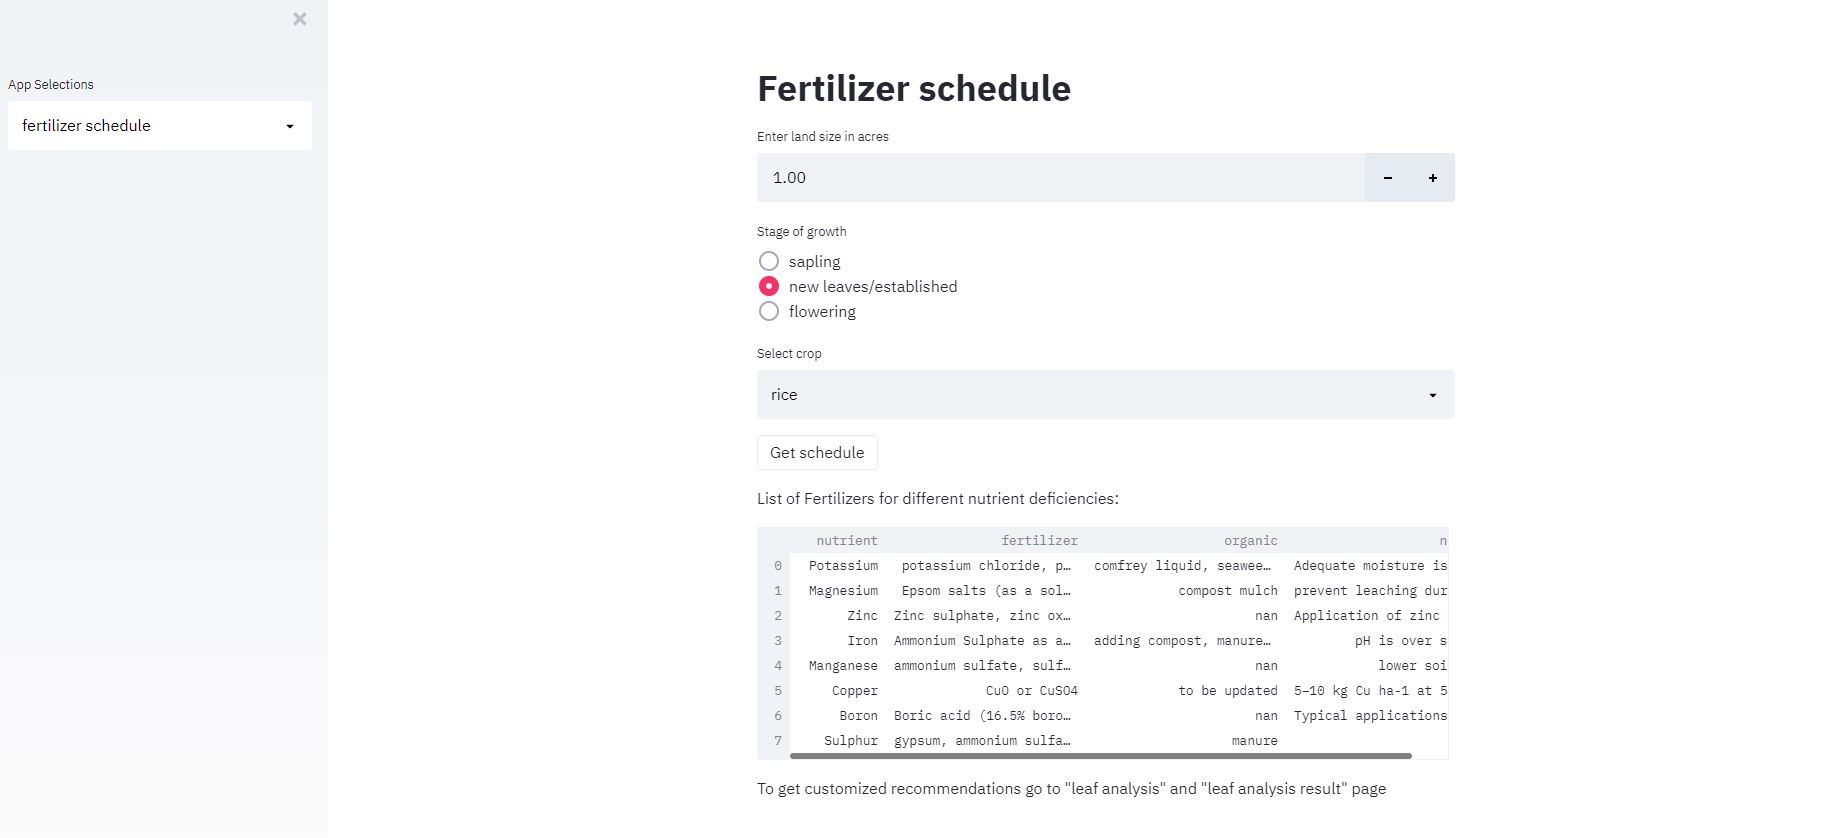 App Selections
fertilizer schedule
Fertilizer schedule
Enter land size in acres
1.00 - +
Stage of growth
sapling
new leaves/established
flowering
Select crop
rice
Get schedule
List of Fertilizers for different nutrient deficiencies:
nutrient fertilizer organic n
0 Potassium potassium chloride, p… comfrey liquid, seawee… Adequate moisture is
1 Magnesium Epsom salts (as a sol… compost mulch prevent leaching dur
2 Zinc Zinc sulphate, zinc ox… nan Application of zinc
3 Iron Ammonium Sulphate as a… adding compost, manure… pH is over s
4 Manganese ammonium sulfate, sulf… nan lower soi
5 Copper CuO or CuSO4 to be updated 5–10 kg Cu ha-1 at 5
6 Boron Boric acid (16.5% boro… nan Typical applications
7 Sulphur gypsum, ammonium sulfa… manure
To get customized recommendations go to "leaf analysis" and "leaf analysis result" page